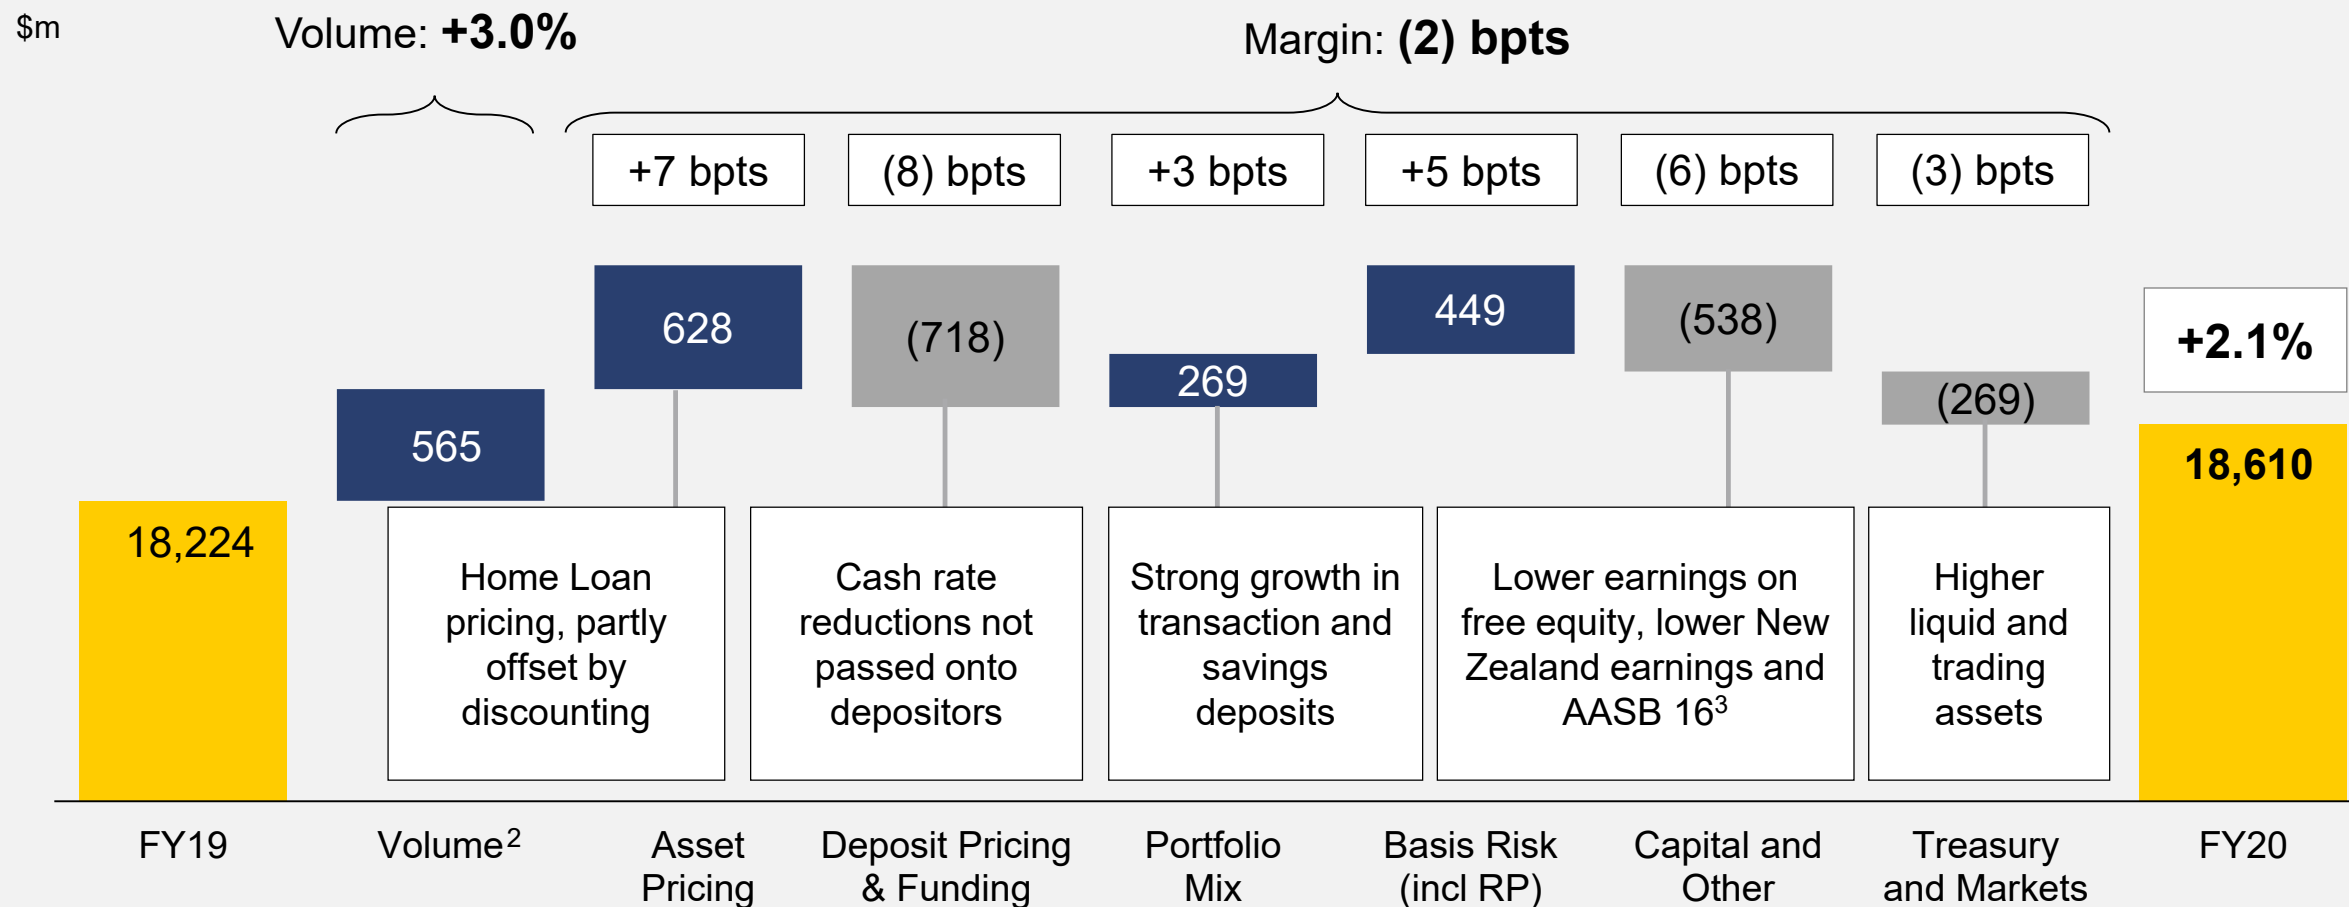 $m
Volume: +3.0%
Margin: (2) bpts
+7 bpts
(8) bpts
+3 bpts
+5 bpts
(6) bpts
(3) bpts
18,224
565
628
(718)
269
449
(538)
(269)
+2.1%
18,610
Home Loan
pricing, partly
offset by
discounting
Cash rate
reductions not
passed onto
depositors
Strong growth in
transaction and
savings
deposits
Lower earnings on
free equity, lower New
Zealand earnings and
AASB 16³
Higher
liquid and
trading
assets
FY19
Volume²
Asset
Pricing
Deposit Pricing
& Funding
Portfolio
Mix
Basis Risk
(incl RP)
Capital and
Other
Treasury
and Markets
FY20